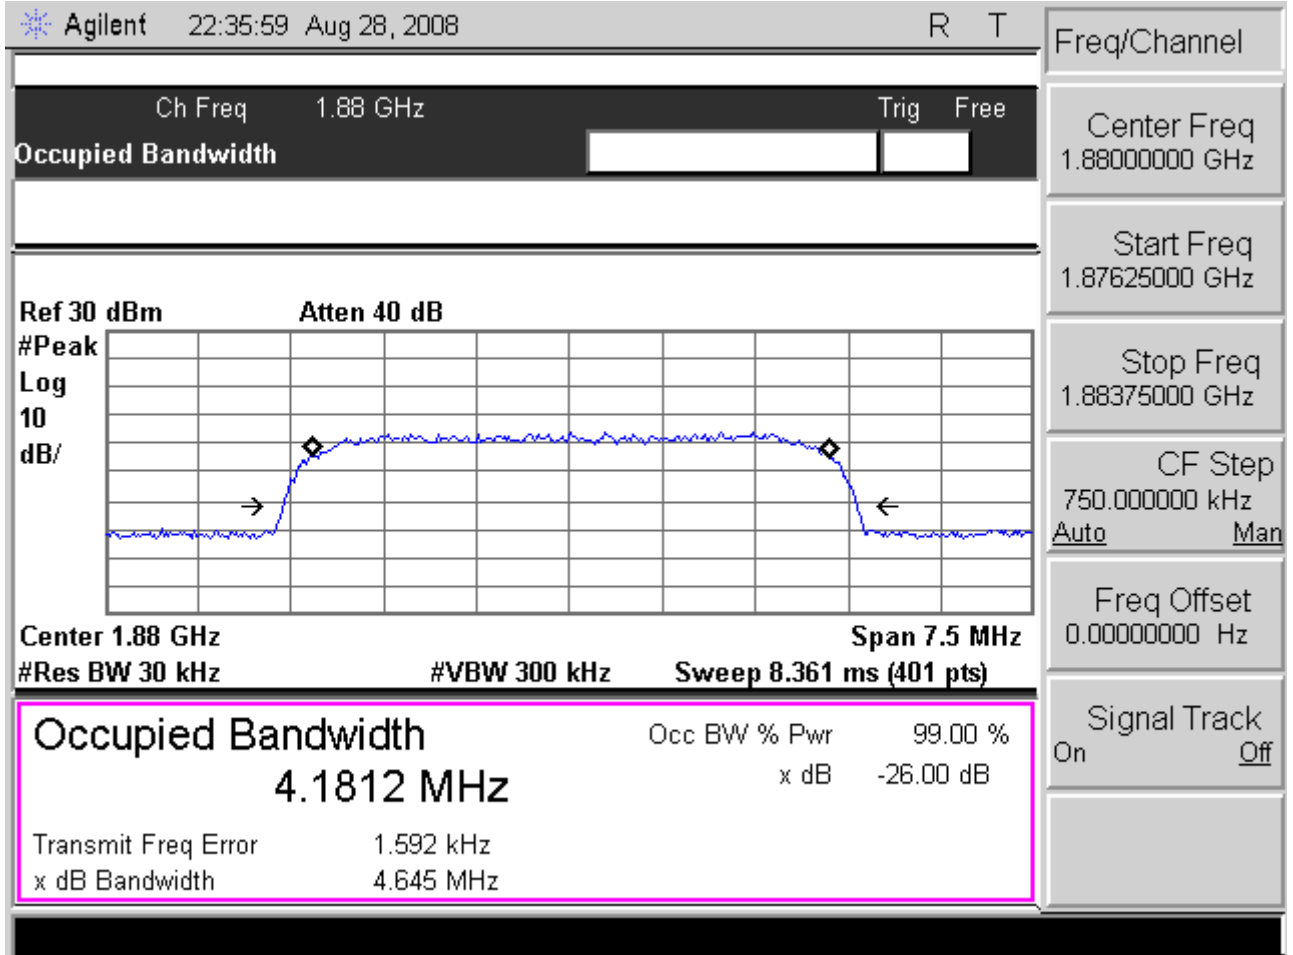 Agilent 22:35:59 Aug 28, 2008 R T
Freq/Channel
Ch Freq 1.88 GHz Trig Free
Occupied Bandwidth
Center Freq
1.88000000 GHz
Start Freq
1.87625000 GHz
Stop Freq
1.88375000 GHz
CF Step
750.000000 kHz
Auto Man
Freq Offset
0.00000000 Hz
Signal Track
On Off
Ref 30 dBm Atten 40 dB
#Peak
Log
10
dB/
Center 1.88 GHz Span 7.5 MHz
#Res BW 30 kHz #VBW 300 kHz Sweep 8.361 ms (401 pts)
Occupied Bandwidth
4.1812 MHz
Occ BW % Pwr 99.00 %
x dB -26.00 dB
Transmit Freq Error 1.592 kHz
x dB Bandwidth 4.645 MHz